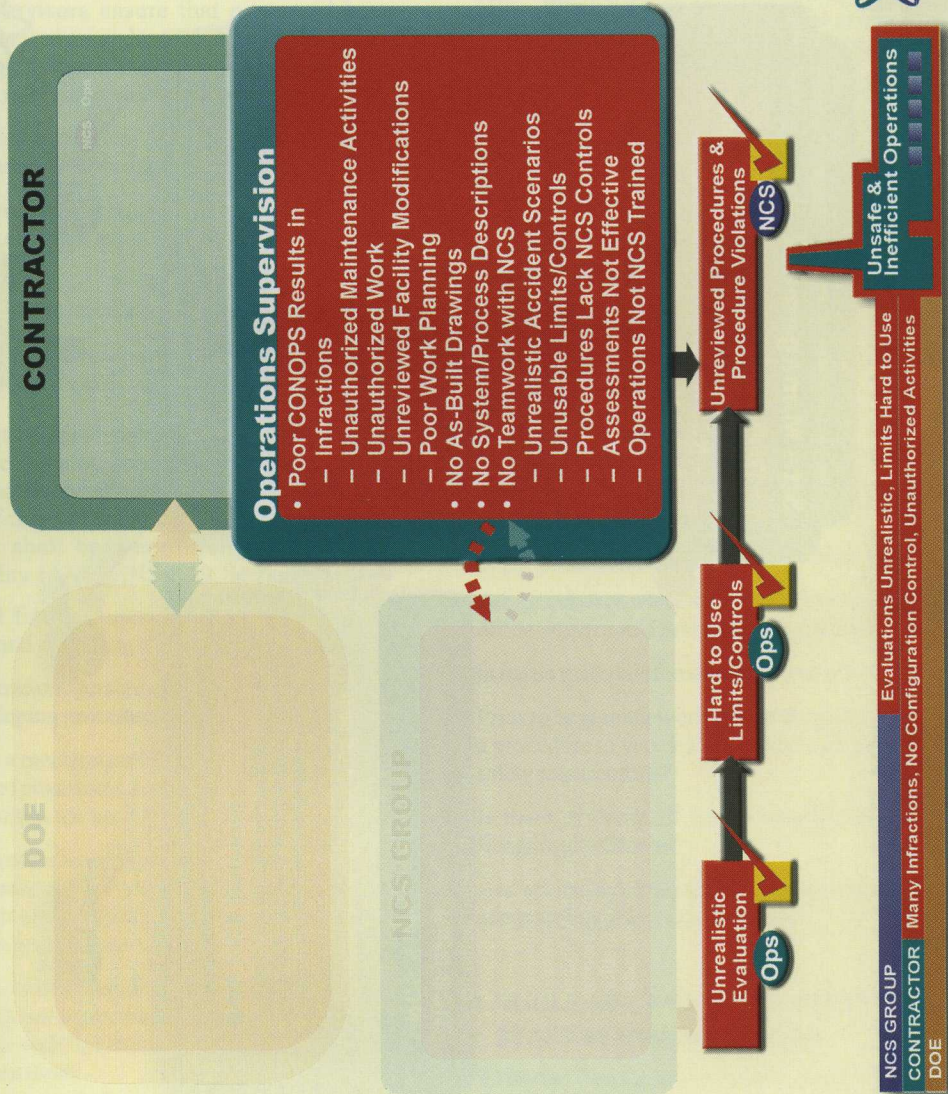 DOE
CONTRACTOR
NCS GROUP
Operations Supervision
• Poor CONOPS Results in
– Infractions
– Unauthorized Maintenance Activities
– Unauthorized Work
– Unreviewed Facility Modifications
– Poor Work Planning
• No As-Built Drawings
• No System/Process Descriptions
• No Teamwork with NCS
– Unrealistic Accident Scenarios
– Unusable Limits/Controls
– Procedures Lack NCS Controls
– Assessments Not Effective
– Operations Not NCS Trained
Unrealistic
Evaluation
Ops
Hard to Use
Limits/Controls
Ops
Unreviewed Procedures &
Procedure Violations
NCS
Unsafe &
Inefficient Operations
NCS GROUP Evaluations Unrealistic, Limits Hard to Use
CONTRACTOR Many Infractions, No Configuration Control, Unauthorized Activities
DOE